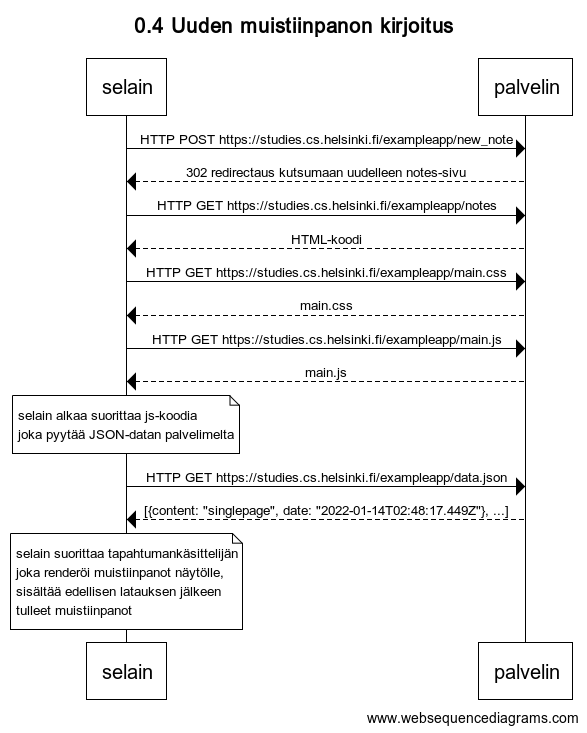 0.4 Uuden muistiinpanon kirjoitus
selain
palvelin
HTTP POST https://studies.cs.helsinki.fi/exampleapp/new_note
302 redirectaus kutsumaan uudelleen notes-sivu
HTTP GET https://studies.cs.helsinki.fi/exampleapp/notes
HTML-koodi
HTTP GET https://studies.cs.helsinki.fi/exampleapp/main.css
main.css
HTTP GET https://studies.cs.helsinki.fi/exampleapp/main.js
main.js
selain alkaa suorittaa js-koodia
joka pyytää JSON-datan palvelimelta
HTTP GET https://studies.cs.helsinki.fi/exampleapp/data.json
[{content: "singlepage", date: "2022-01-14T02:48:17.449Z"}, ...]
selain suorittaa tapahtumankäsittelijän
joka renderöi muistiinpanot näytölle,
sisältää edellisen latauksen jälkeen
tulleet muistiinpanot
selain
palvelin
www.websequencediagrams.com